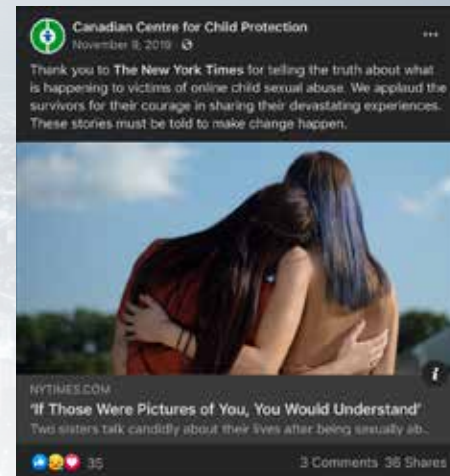 Canadian Centre for Child Protection
November 9, 2019
Thank you to The New York Times for telling the truth about what
is happening to victims of online child sexual abuse. We applaud the
survivors for their courage in sharing their devastating experiences.
These stories must be told to make change happen.
i
NYTIMES.COM
'If Those Were Pictures of You, You Would Understand'
Two sisters talk candidly about their lives after being sexually ab..
35
3 Comments 36 Shares